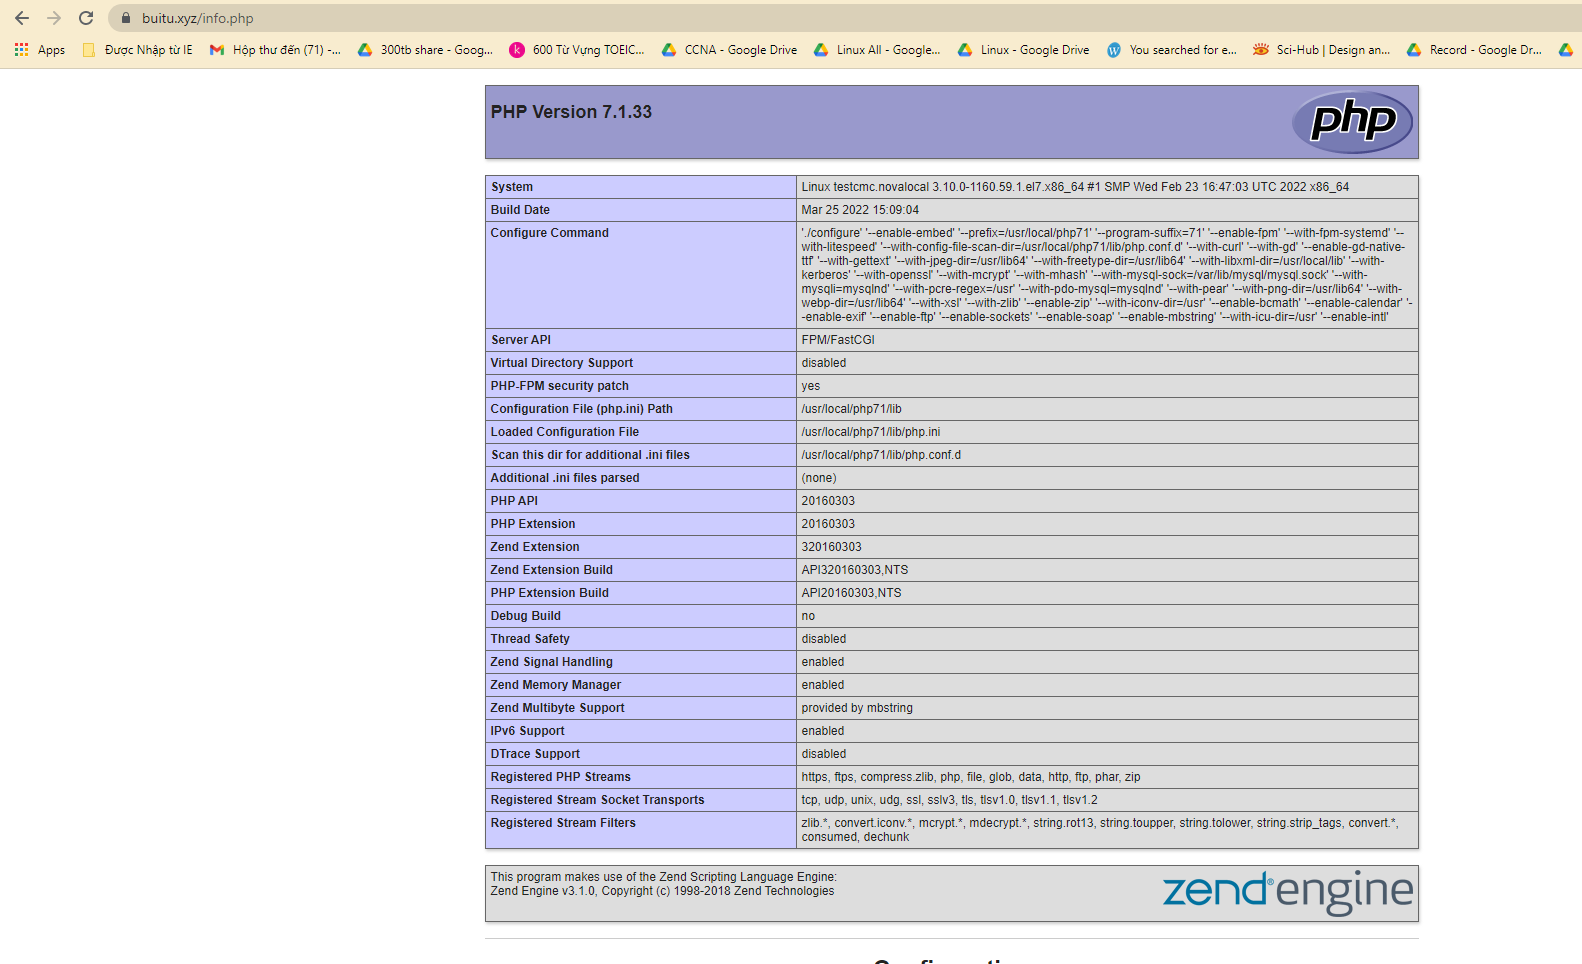 buitu.xyz/info.php
Apps Được Nhập từ IE Hộp thư đến (71) -... 300tb share - Goog... k 600 Từ Vựng TOEIC... CCNA - Google Drive Linux All - Google... Linux - Google Drive W You searched for e... Sci-Hub | Design an... Record - Google Dr...
PHP Version 7.1.33
php
System Linux testcmc.novalocal 3.10.0-1160.59.1.el7.x86_64 #1 SMP Wed Feb 23 16:47:03 UTC 2022 x86_64
Build Date Mar 25 2022 15:09:04
Configure Command './configure' '--enable-embed' '--prefix=/usr/local/php71' '--program-suffix=71' '--enable-fpm' '--with-fpm-systemd' '--
with-litespeed' '--with-config-file-scan-dir=/usr/local/php71/lib/php.conf.d' '--with-curl' '--with-gd' '--enable-gd-native-
ttf' '--with-gettext' '--with-jpeg-dir=/usr/lib64' '--with-freetype-dir=/usr/lib64' '--with-libxml-dir=/usr/local/lib' '--with-
kerberos' '--with-openssl' '--with-mcrypt' '--with-mhash' '--with-mysql-sock=/var/lib/mysql/mysql.sock' '--with-
mysqli=mysqlnd' '--with-pcre-regex=/usr' '--with-pdo-mysql=mysqlnd' '--with-pear' '--with-png-dir=/usr/lib64' '--with-
webp-dir=/usr/lib64' '--with-xsl' '--with-zlib' '--enable-zip' '--with-iconv-dir=/usr' '--enable-bcmath' '--enable-calendar' '-
-enable-exif' '--enable-ftp' '--enable-sockets' '--enable-soap' '--enable-mbstring' '--with-icu-dir=/usr' '--enable-intl'
Server API FPM/FastCGI
Virtual Directory Support disabled
PHP-FPM security patch yes
Configuration File (php.ini) Path /usr/local/php71/lib
Loaded Configuration File /usr/local/php71/lib/php.ini
Scan this dir for additional .ini files /usr/local/php71/lib/php.conf.d
Additional .ini files parsed (none)
PHP API 20160303
PHP Extension 20160303
Zend Extension 320160303
Zend Extension Build API320160303,NTS
PHP Extension Build API20160303,NTS
Debug Build no
Thread Safety disabled
Zend Signal Handling enabled
Zend Memory Manager enabled
Zend Multibyte Support provided by mbstring
IPv6 Support enabled
DTrace Support disabled
Registered PHP Streams https, ftps, compress.zlib, php, file, glob, data, http, ftp, phar, zip
Registered Stream Socket Transports tcp, udp, unix, udg, ssl, sslv3, tls, tlsv1.0, tlsv1.1, tlsv1.2
Registered Stream Filters zlib.*, convert.iconv.*, mcrypt.*, mdecrypt.*, string.rot13, string.toupper, string.tolower, string.strip_tags, convert.*,
consumed, dechunk
This program makes use of the Zend Scripting Language Engine:
Zend Engine v3.1.0, Copyright (c) 1998-2018 Zend Technologies
zend® engine